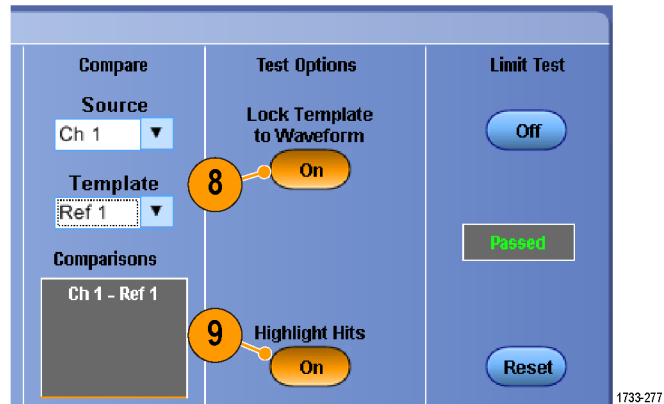 Compare
Source
Ch 1
Template
Ref 1
Comparisons
Ch 1 - Ref 1
Test Options
Lock Template
to Waveform
8
On
9
Highlight Hits
On
Limit Test
Off
Passed
Reset
1733-277